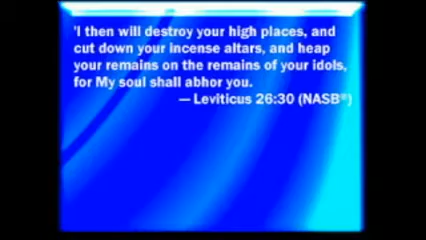 'I then will destroy your high places, and
cut down your incense altars, and heap
your remains on the remains of your idols,
for My soul shall abhor you.
— Leviticus 26:30 (NASB®)